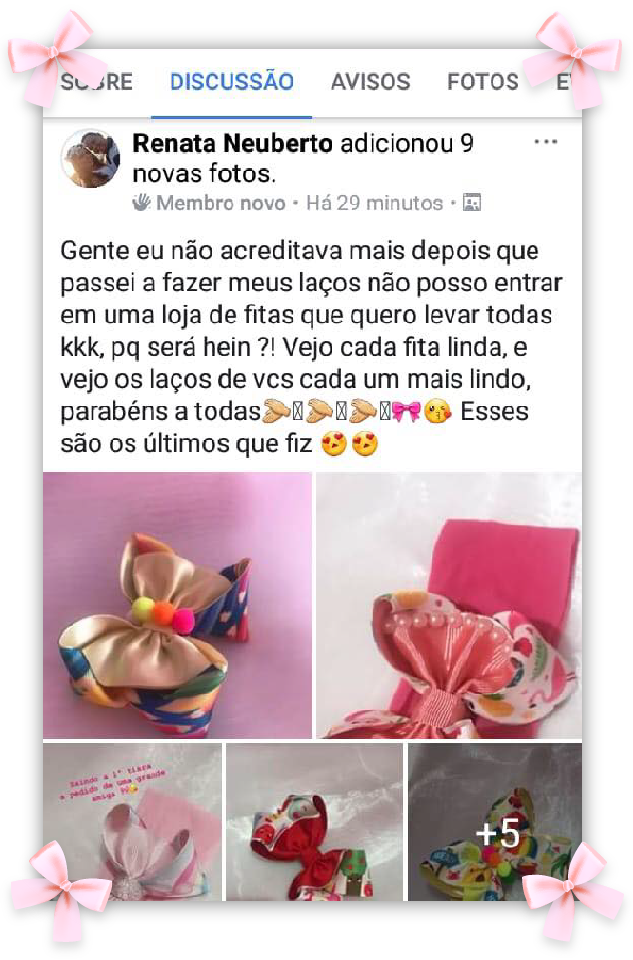 SOBRE DISCUSSÃO AVISOS FOTOS
Renata Neuberto adicionou 9
novas fotos.
Membro novo • Há 29 minutos •
Gente eu não acreditava mais depois que
passei a fazer meus laços não posso entrar
em uma loja de fitas que quero levar todas
kkk, pq será hein ?! Vejo cada fita linda, e
vejo os laços de vcs cada um mais lindo,
parabéns a todas👏🏼👏🏼👏🏼🎀😘 Esses
são os últimos que fiz 😍😍
Saindo a 1ª tiara
a pedido de uma grande
amiga
+5